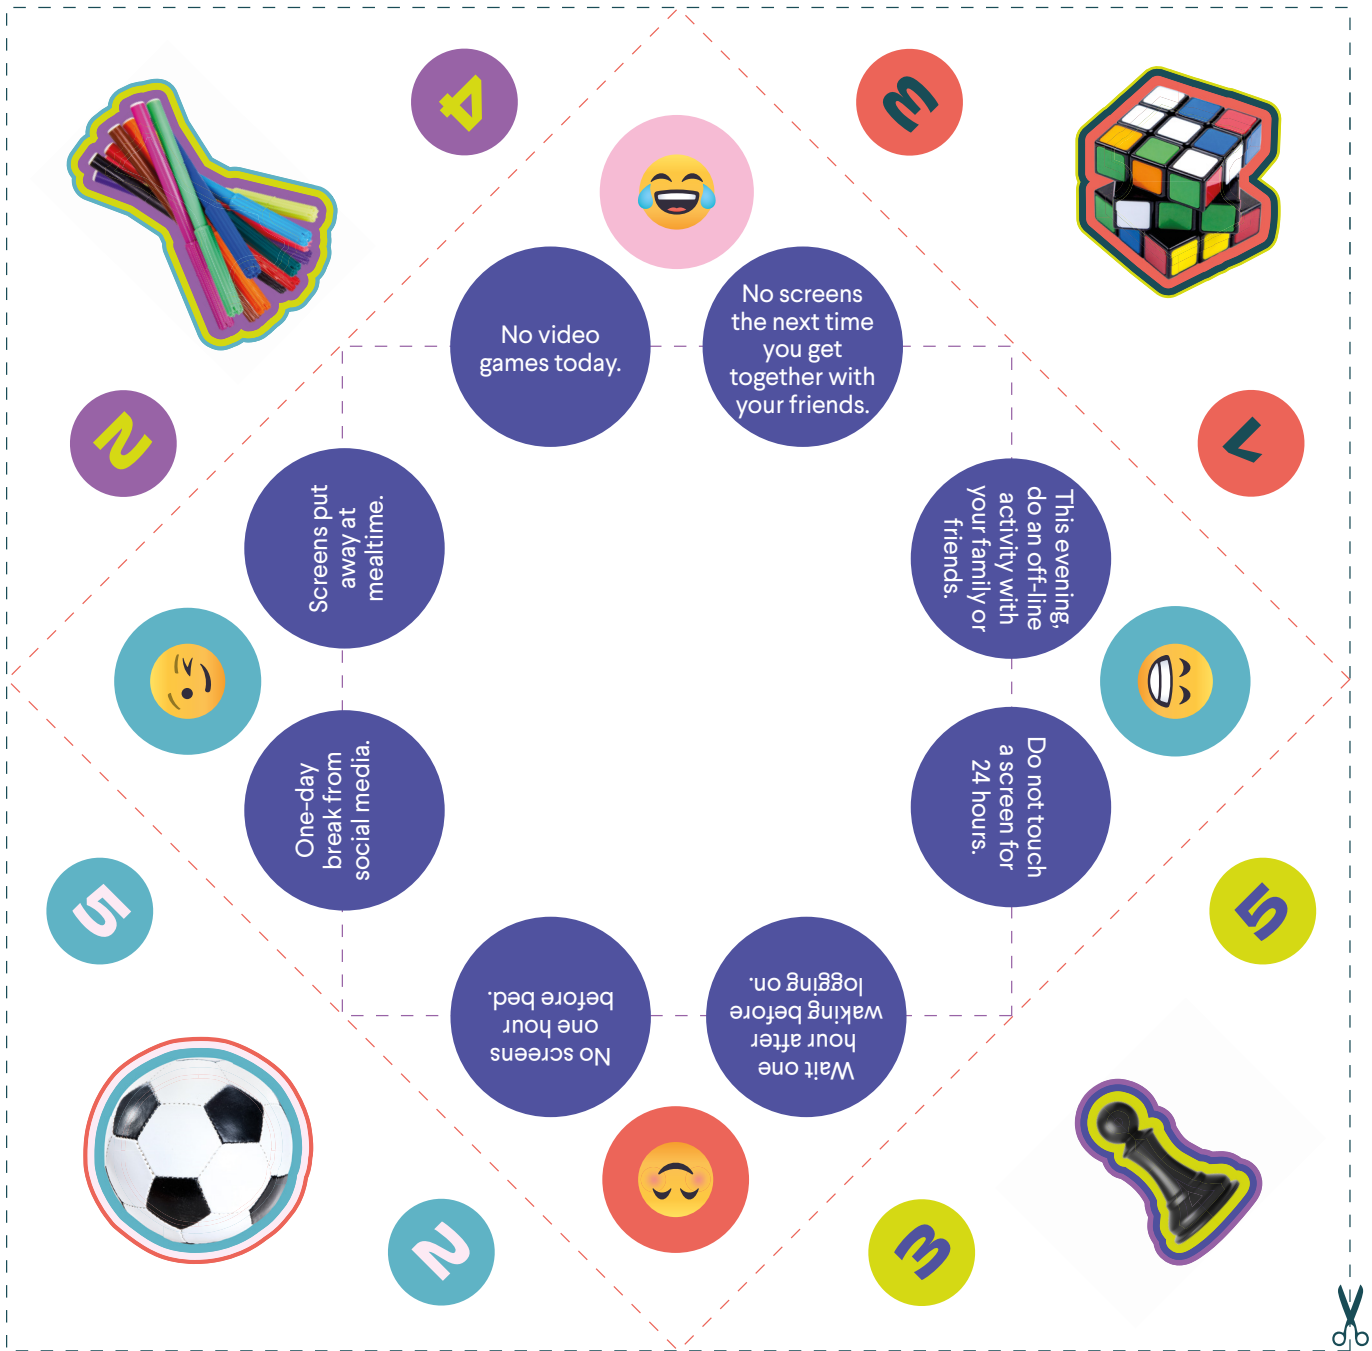 4
3
No video
games today.
No screens
the next time
you get
together with
your friends.
2
7
Screens put
away at
mealtime.
This evening,
do an off-line
activity with
your family or
friends.
One-day
break from
social media.
Do not touch
a screen for
24 hours.
5
5
No screens
one hour
before bed.
Wait one
hour after
waking before
logging on.
2
3